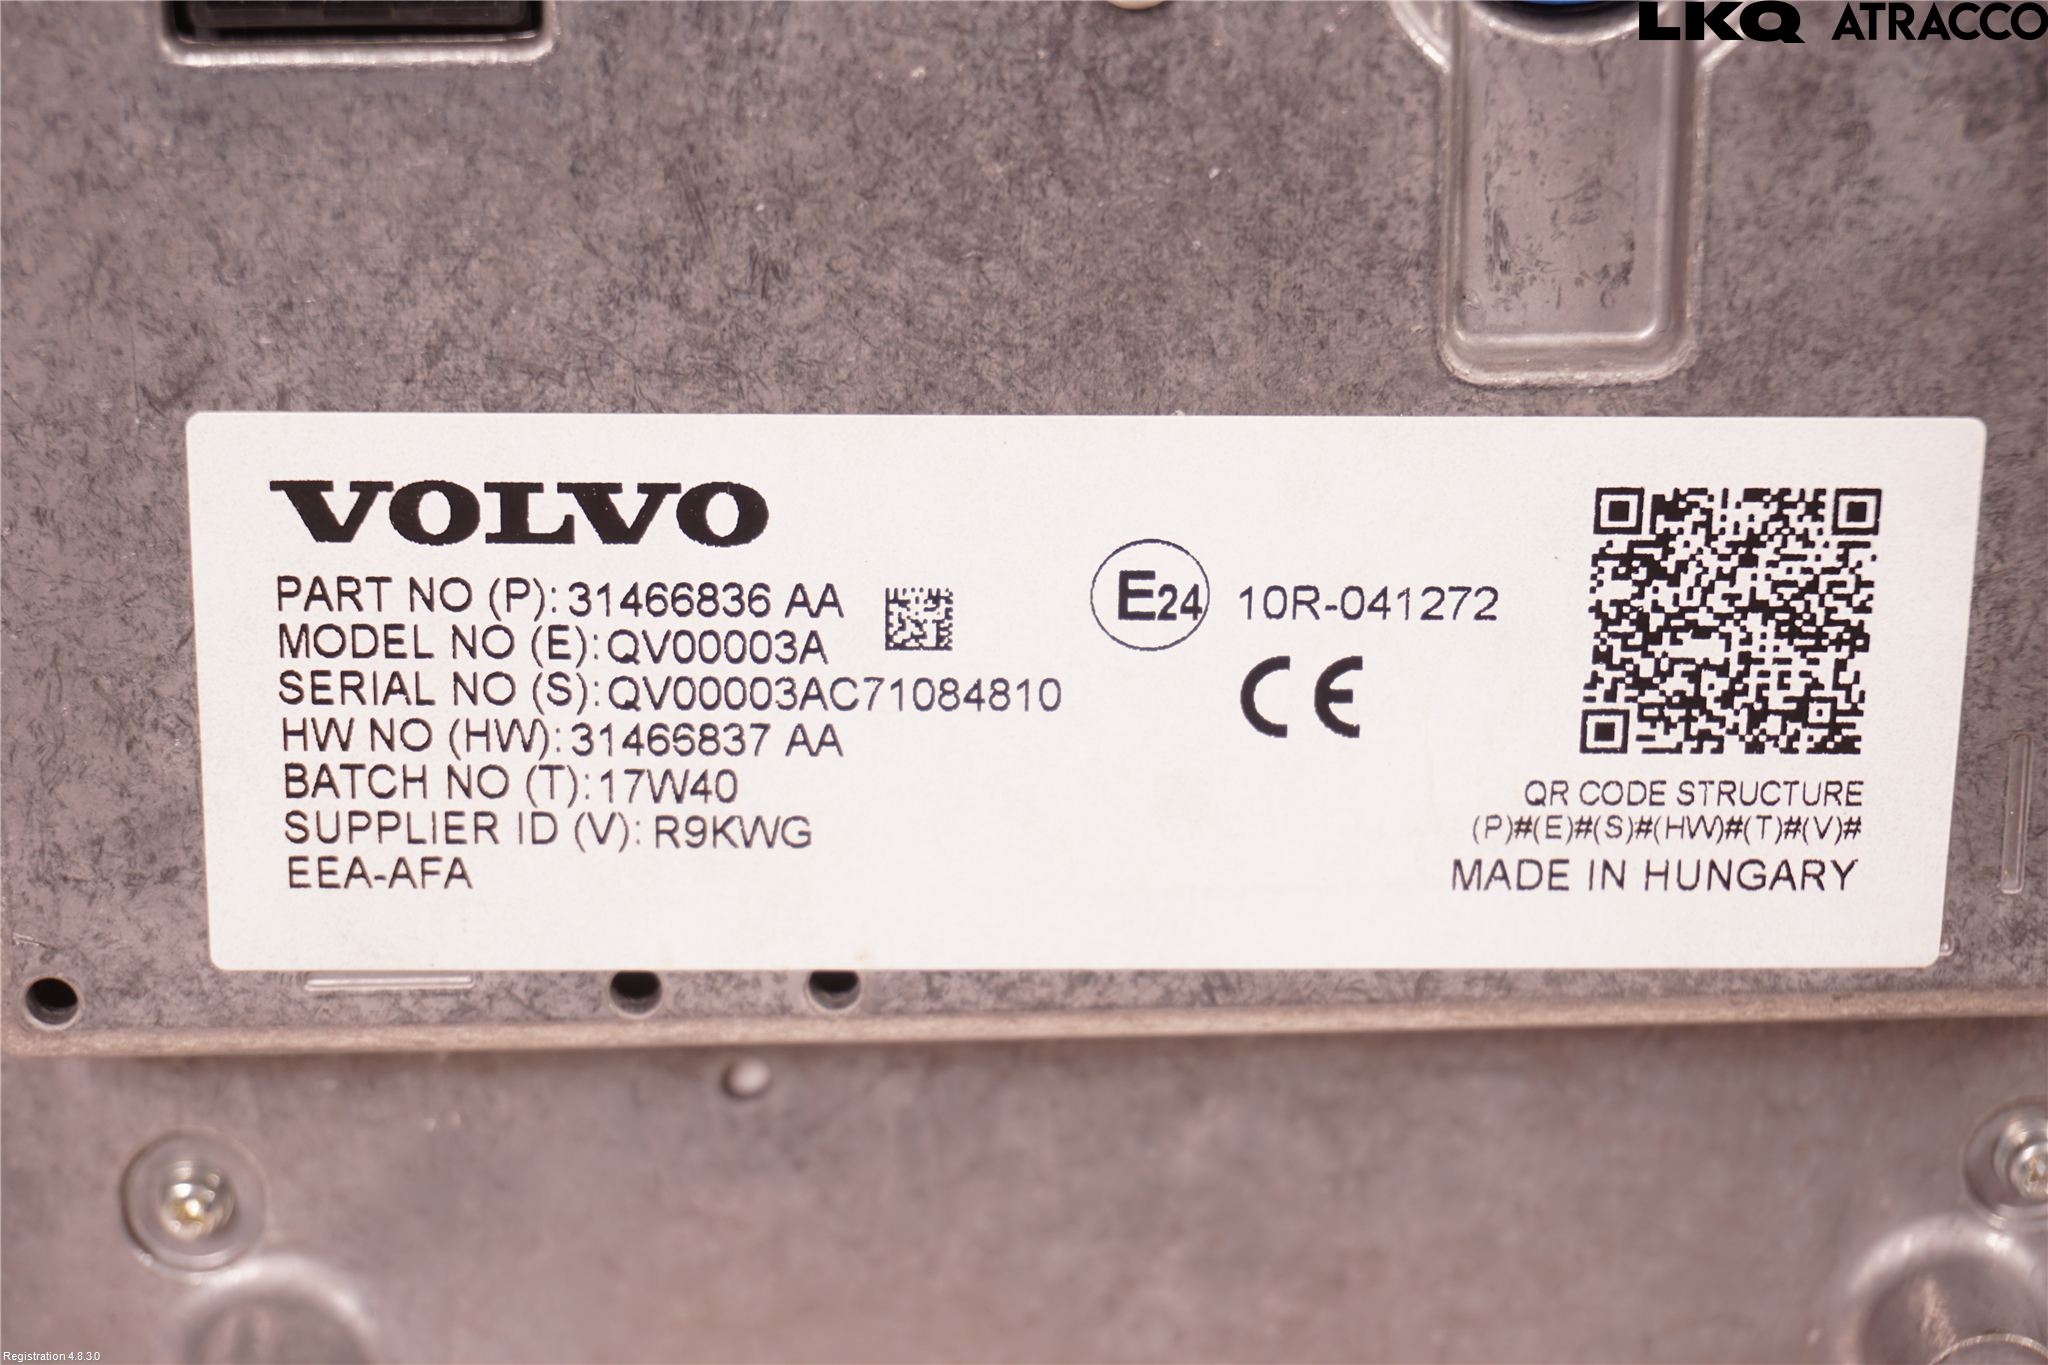 LKQ ATRACCO
VOLVO
PART NO (P): 31466836 AA
MODEL NO (E): QV00003A
SERIAL NO (S): QV00003AC71084810
HW NO (HW): 31466837 AA
BATCH NO (T): 17W40
SUPPLIER ID (V): R9KWG
EEA-AFA
E24 10R-041272
CE
QR CODE STRUCTURE
(P)#(E)#(S)#(HW)#(T)#(V)#
MADE IN HUNGARY
Registration 4.8.3.0